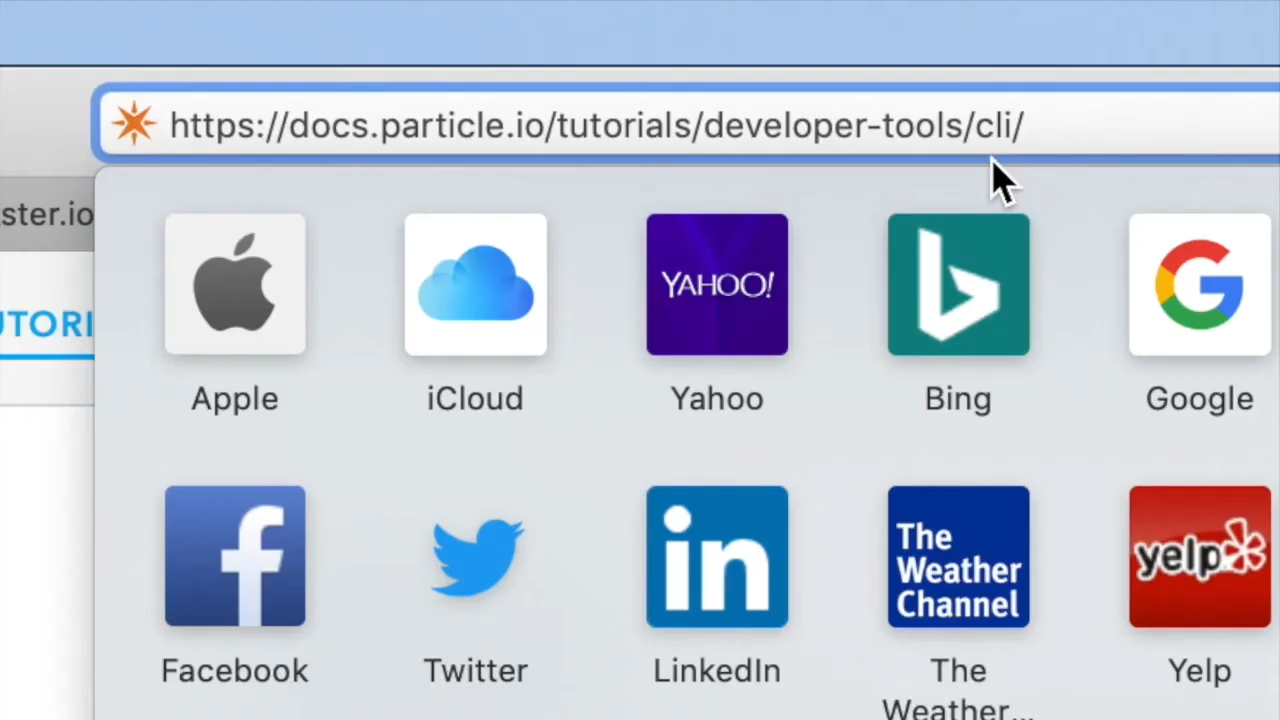 https://docs.particle.io/tutorials/developer-tools/cli/
ster.io
UTORI
YAHOO!
Apple
iCloud
Yahoo
Bing
Google
in
The
Weather
Channel
yelp
Facebook
Twitter
LinkedIn
The
Weather...
Yelp